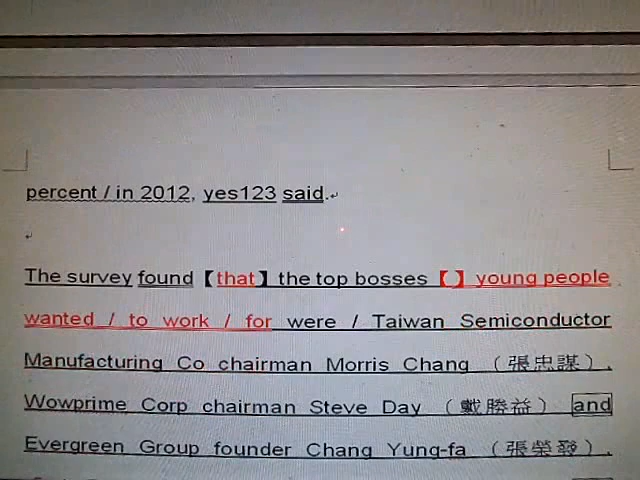 percent / in 2012, yes123 said.
The survey found【that】the top bosses【 】young people
wanted / to work / for were / Taiwan Semiconductor
Manufacturing Co chairman Morris Chang （張忠謀）,
Wowprime Corp chairman Steve Day （戴勝益） and
Evergreen Group founder Chang Yung-fa （張榮發）.